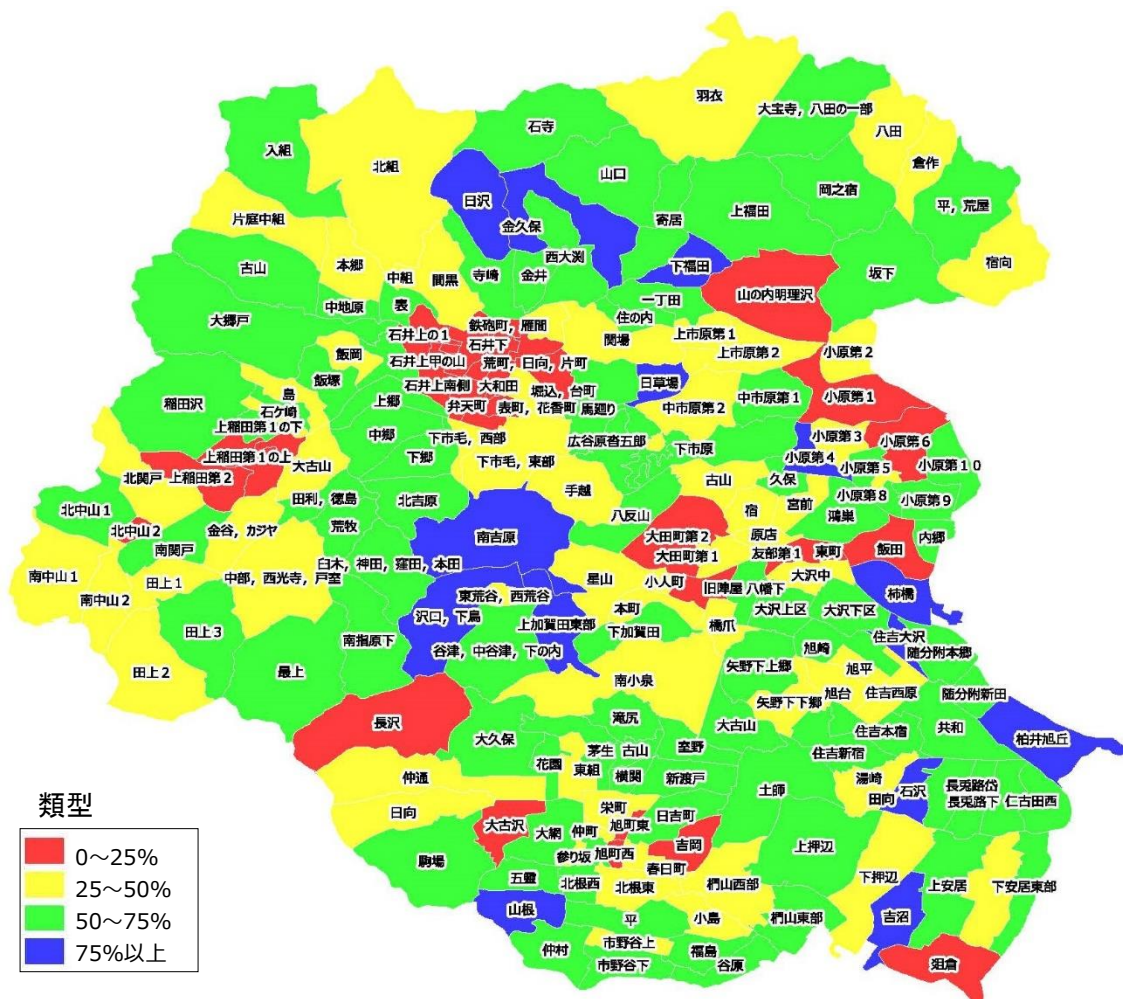 羽衣
大宝寺，八田の一部
石寺
八田
入組
北組
倉作
山口
岡之宿
日沢
平，荒屋
片庭中組
金久保
寄居
上福田
西大渕
宿向
古山
本郷
下福田
坂下
中組
間黒
寺崎
金井
山の内明理沢
一丁田
中地原
裏
大郷戸
住の内
鉄砲町，雁間
石井上の１
上市原第１
関場
石井下
飯岡
上市原第２
小原第２
石井上甲の山
荒町，日向，片町
飯塚
日草場
石井上南側
大和田
堀込，台町
稲田沢
島
小原第１
上郷
中市原第１
石ケ崎
弁天町
表町，花香町
馬廻り
中市原第２
上稲田第１の下
中郷
下市毛，西部
広谷原沓五郎
小原第３
小原第６
下市原
上稲田第１の上
下郷
下市毛，東部
小原第４
大古山
小原第５
小原第１０
北関戸
上稲田第２
古山
久保
手越
田利，徳島
北吉原
小原第８
宮前
小原第９
北中山１
宿
八反山
鴻巣
北中山２
金谷，カジヤ
荒牧
南吉原
大田町第２
原店
内郷
南関戸
臼木，神田，窪田，本田
大田町第１
友部第１
東町
飯田
南中山１
田上１
中部，西光寺，戸室
星山
小人町
大沢中
南中山２
旧陣屋
八幡下
柿橋
東荒谷，西荒谷
沢口，下鳥
本町
大沢上区
大沢下区
上加賀田東部
橋爪
田上３
下加賀田
住吉大沢
南指原下
旭崎
谷津，中谷津，下の内
随分附本郷
最上
矢野下上郷
旭平
田上２
南小泉
旭台
住吉西原
随分附新田
矢野下下郷
滝尻
長沢
大古山
住吉本宿
共和
柏井旭丘
大久保
茅生
古山
室野
住吉新宿
花園
東組
横関
新渡戸
湯崎
仲通
土師
田向
石沢
長兎路岱
長兎路下
仁古田西
日向
栄町
日吉町
大古沢
大網
仲町
旭町東
上押辺
吉岡
参り坂
旭町西
駒場
春日町
五霊
北根西
北根東
椚山西部
下押辺
上安居
下安居東部
山根
平
小島
椚山東部
吉沼
市野谷上
仲村
福島
市野谷下
谷原
爼倉
類型
0～25%
25～50%
50～75%
75%以上